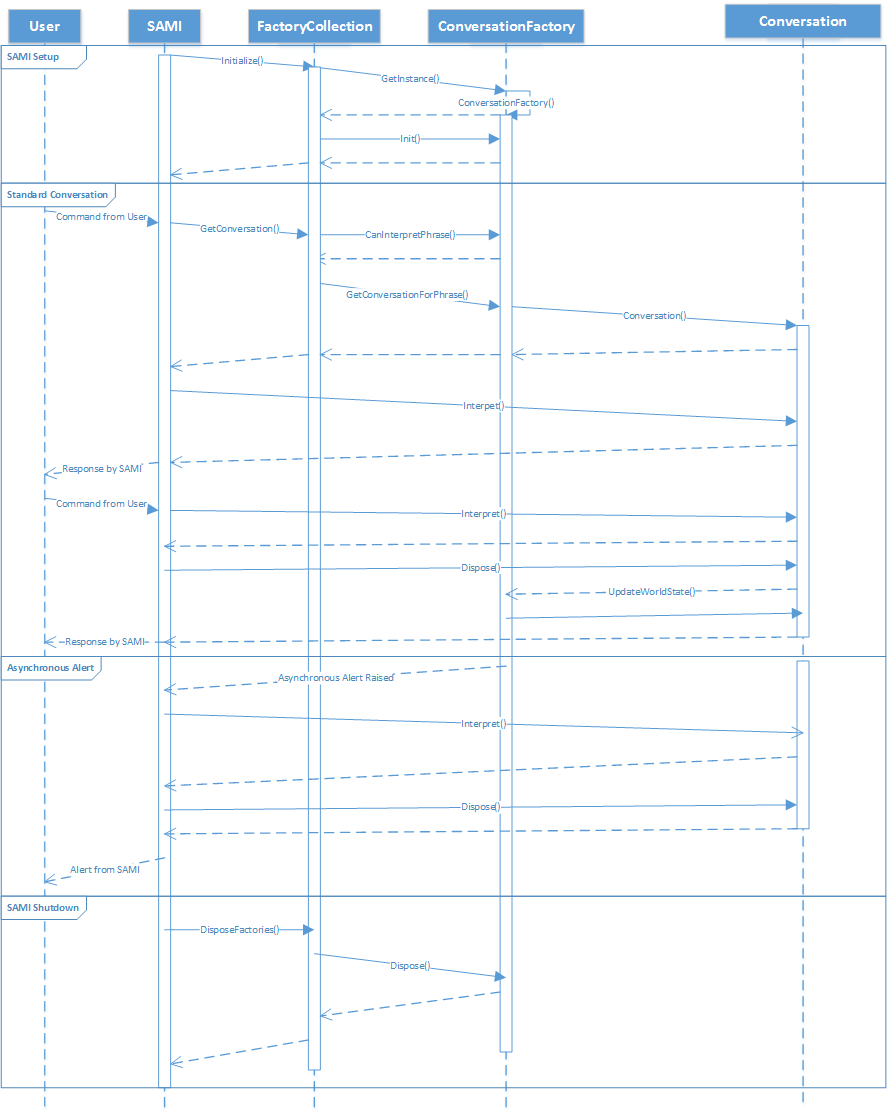 User
SAMI
FactoryCollection
ConversationFactory
Conversation
SAMI Setup
Initialize()
GetInstance()
ConversationFactory()
Init()
Standard Conversation
Command from User
GetConversation()
CanInterpretPhrase()
GetConversationForPhrase()
Conversation()
Interpet()
Response by SAMI
Command from User
Interpret()
Dispose()
UpdateWorldState()
Response by SAMI
Asynchronous Alert
Asynchronous Alert Raised
Interpret()
Dispose()
Alert from SAMI
SAMI Shutdown
DisposeFactories()
Dispose()